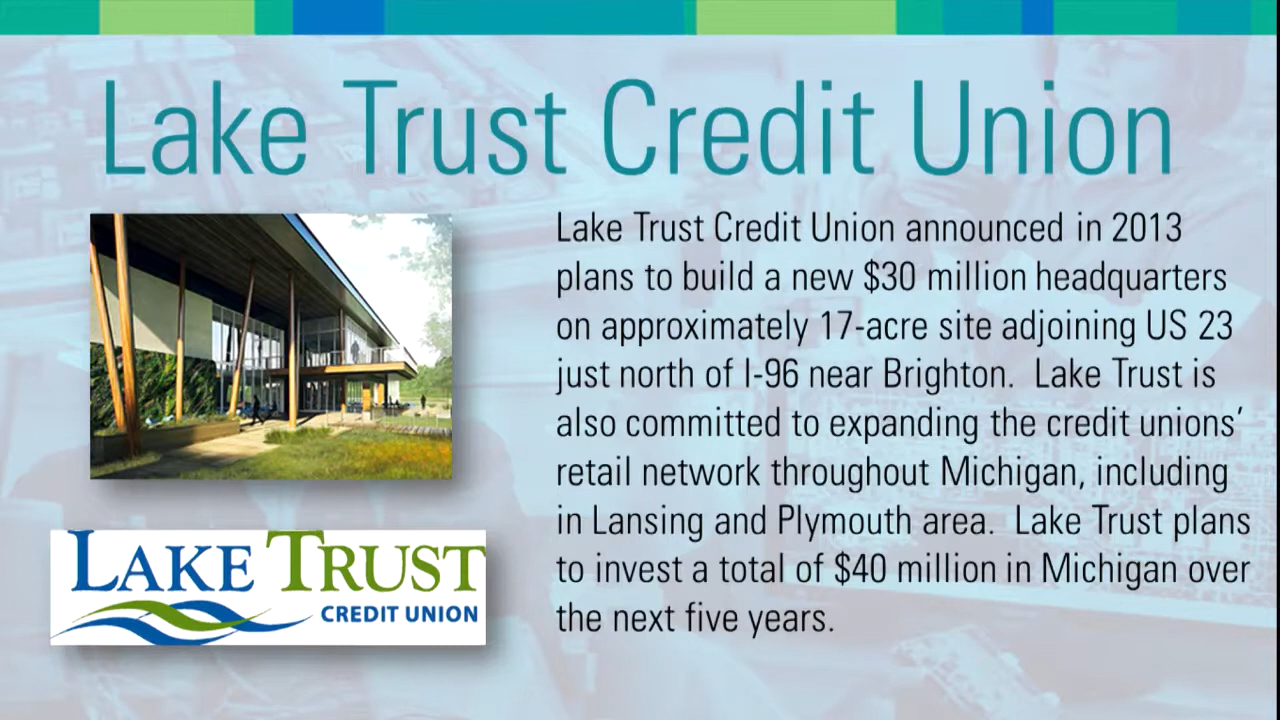 Lake Trust Credit Union
Lake Trust Credit Union announced in 2013
plans to build a new $30 million headquarters
on approximately 17-acre site adjoining US 23
just north of I-96 near Brighton.  Lake Trust is
also committed to expanding the credit unions’
retail network throughout Michigan, including
in Lansing and Plymouth area.  Lake Trust plans
to invest a total of $40 million in Michigan over
the next five years.
LAKE TRUST
CREDIT UNION